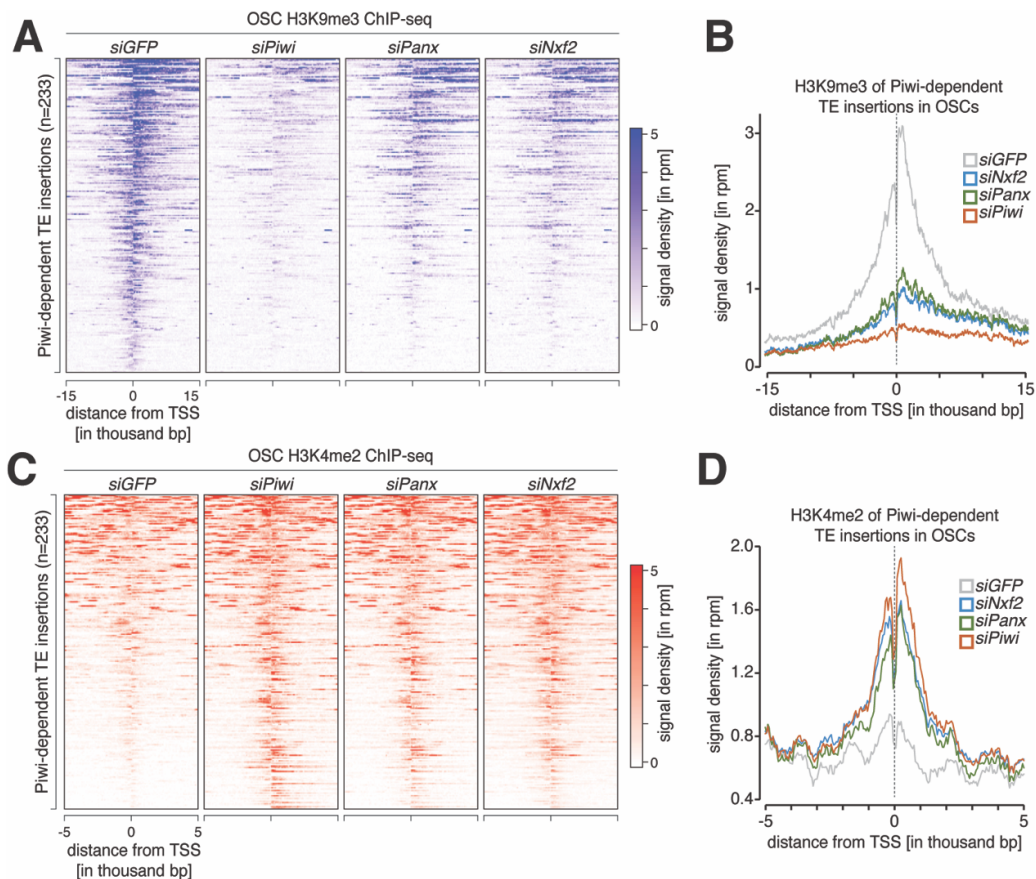 A
OSC H3K9me3 ChIP-seq
siGFP siPiwi siPanx siNxf2
Piwi-dependent TE insertions (n=233)
5
0
signal density [in rpm]
-15 0 15
distance from TSS
[in thousand bp]
B
H3K9me3 of Piwi-dependent
TE insertions in OSCs
3
2
1
0
signal density [in rpm]
siGFP
siNxf2
siPanx
siPiwi
-15 0 15
distance from TSS [in thousand bp]
C
OSC H3K4me2 ChIP-seq
siGFP siPiwi siPanx siNxf2
Piwi-dependent TE insertions (n=233)
5
0
signal density [in rpm]
-5 0 5
distance from TSS
[in thousand bp]
D
H3K4me2 of Piwi-dependent
TE insertions in OSCs
2.0
1.6
1.2
0.8
0.4
signal density [in rpm]
siGFP
siNxf2
siPanx
siPiwi
-5 0 5
distance from TSS [in thousand bp]